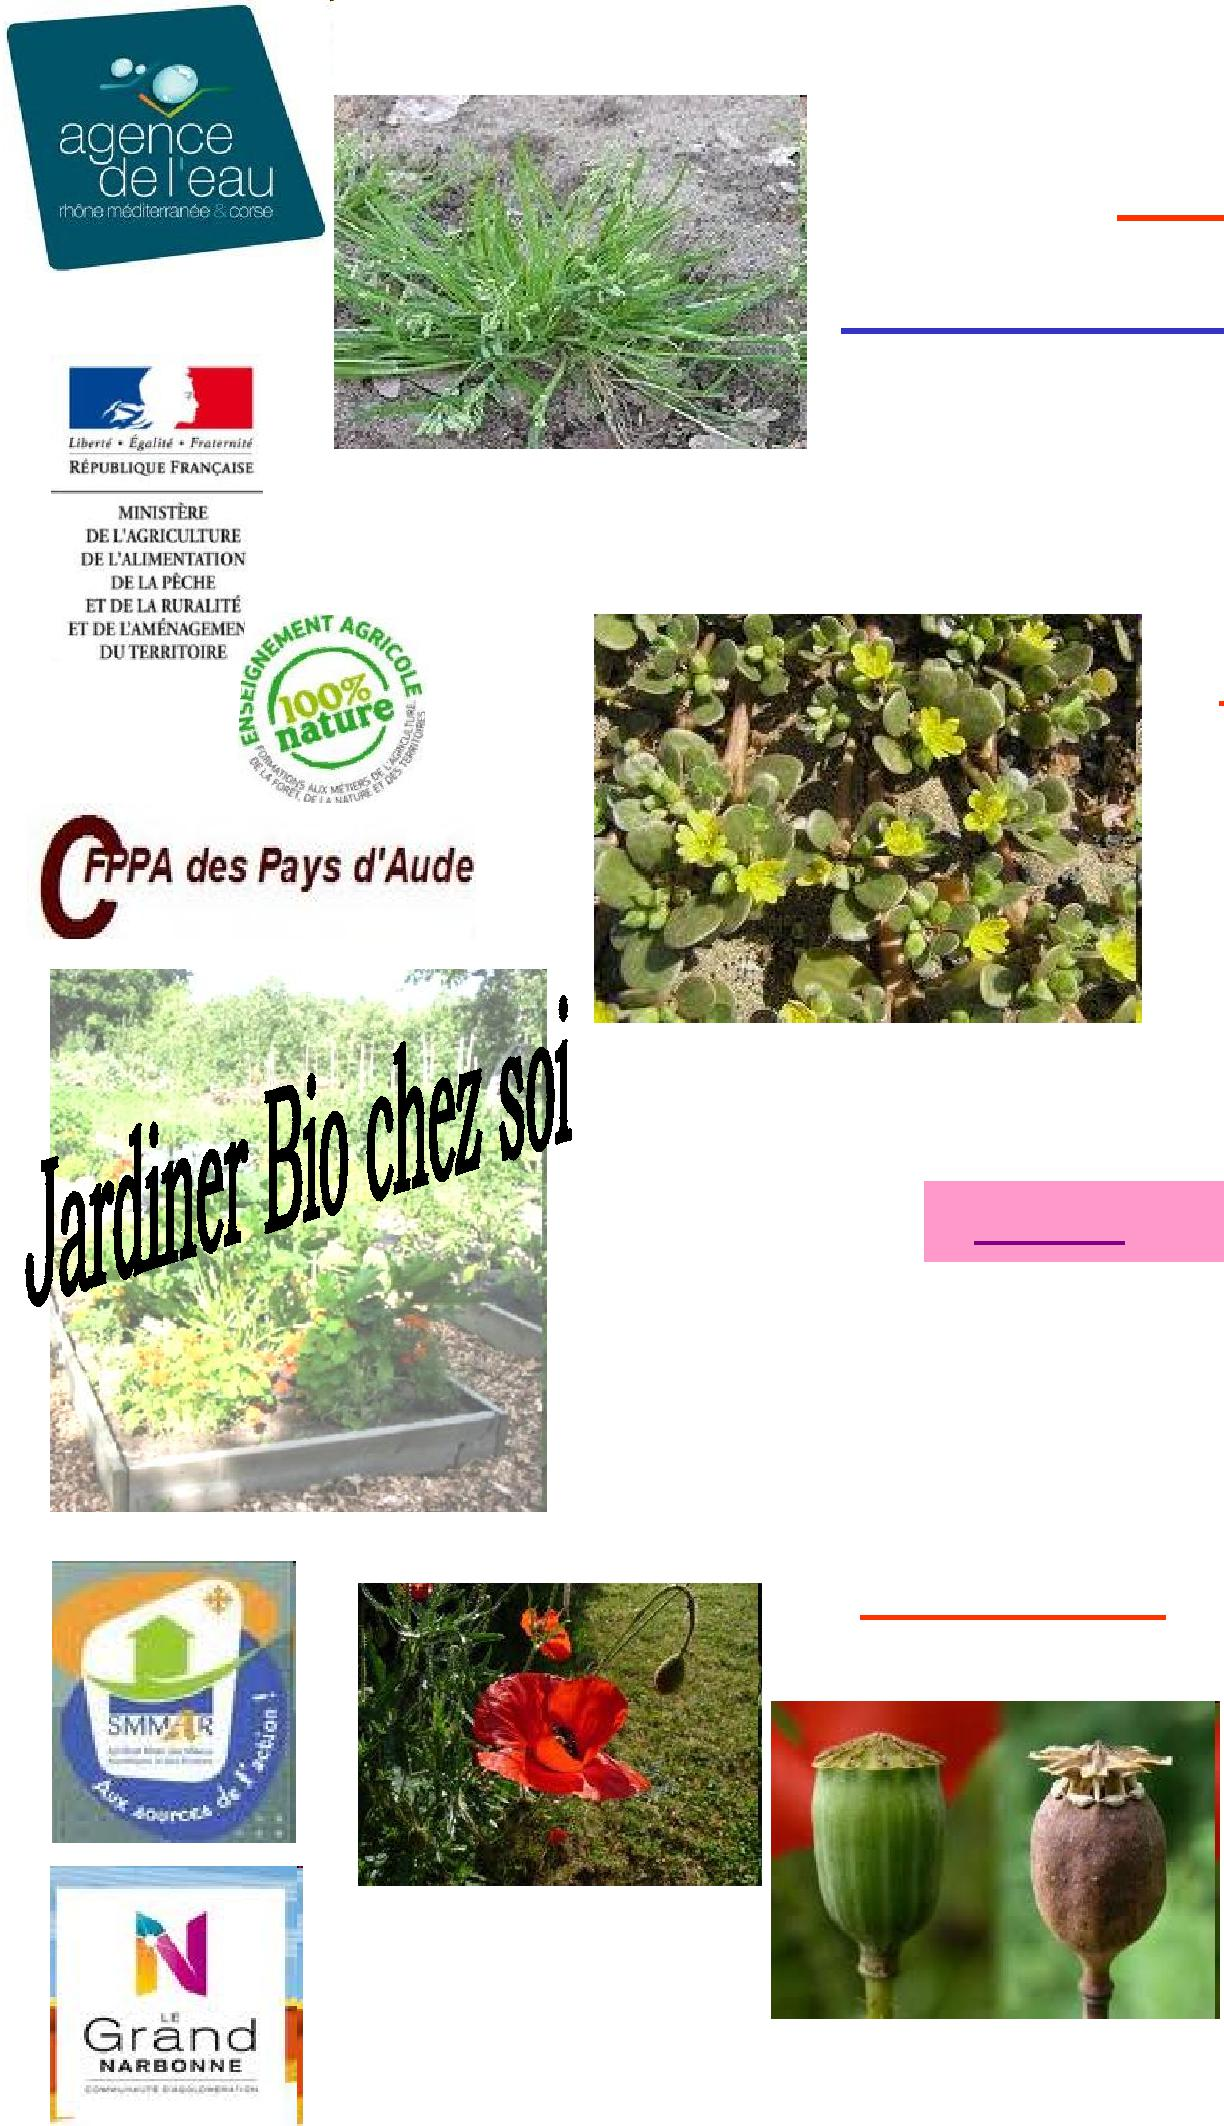 agence
de l'eau
rhône méditerranée & corse
Liberté • Égalité • Fraternité
RÉPUBLIQUE FRANÇAISE
MINISTÈRE
DE L'AGRICULTURE
DE L'ALIMENTATION
DE LA PÊCHE
ET DE LA RURALITÉ
ET DE L'AMÉNAGEMEN
DU TERRITOIRE
ENSEIGNEMENT AGRICOLE
100%
nature
FORMATIONS AUX MÉTIERS DE L'AGRICULTURE,
DE LA FORÊT, DE LA NATURE ET DES TERRITOIRES
CFPPA des Pays d'Aude
Jardiner Bio chez soi
SMMAR
Aux sources de l'action !
N
LE
Grand
NARBONNE
COMMUNAUTÉ D'AGGLOMÉRATION